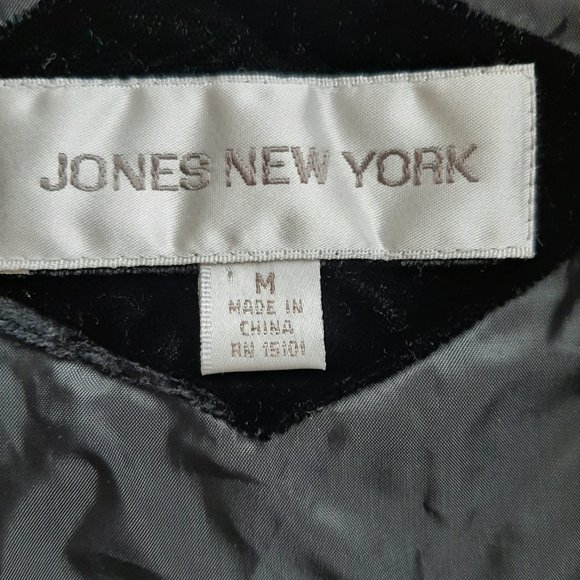 JONES NEW YORK
M
MADE IN
CHINA
RN 15101